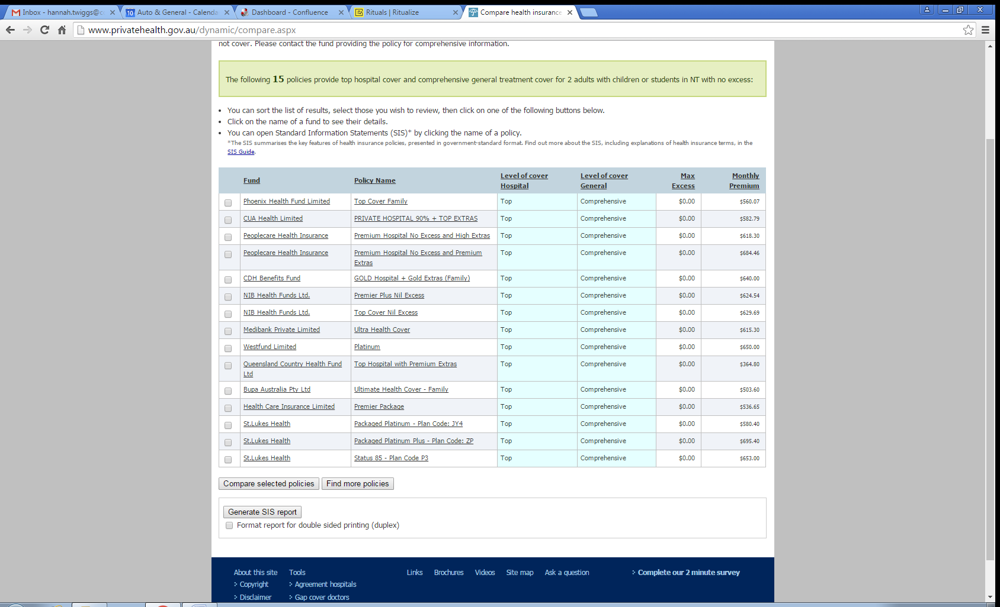 Inbox - hannah.twiggs@c
Auto & General - Calenda
Dashboard - Confluence
Rituals | Ritualize
Compare health insurance
www.privatehealth.gov.au/dynamic/compare.aspx
not cover. Please contact the fund providing the policy for comprehensive information.
The following 15 policies provide top hospital cover and comprehensive general treatment cover for 2 adults with children or students in NT with no excess:
• You can sort the list of results, select those you wish to review, then click on one of the following buttons below.
• Click on the name of a fund to see their details.
• You can open Standard Information Statements (SIS)* by clicking the name of a policy.
*The SIS summarises the key features of health insurance policies, presented in government-standard format. Find out more about the SIS, including explanations of health insurance terms, in the
SIS Guide.
Fund Policy Name Level of cover Hospital Level of cover General Max Excess Monthly Premium
Phoenix Health Fund Limited Top Cover Family Top Comprehensive $0.00 $560.07
CUA Health Limited PRIVATE HOSPITAL 90% + TOP EXTRAS Top Comprehensive $0.00 $582.79
Peoplecare Health Insurance Premium Hospital No Excess and High Extras Top Comprehensive $0.00 $618.30
Peoplecare Health Insurance Premium Hospital No Excess and Premium Extras Top Comprehensive $0.00 $684.46
CDH Benefits Fund GOLD Hospital + Gold Extras (Family) Top Comprehensive $0.00 $640.00
NIB Health Funds Ltd. Premier Plus Nil Excess Top Comprehensive $0.00 $624.54
NIB Health Funds Ltd. Top Cover Nil Excess Top Comprehensive $0.00 $629.69
Medibank Private Limited Ultra Health Cover Top Comprehensive $0.00 $615.30
Westfund Limited Platinum Top Comprehensive $0.00 $650.00
Queensland Country Health Fund Ltd Top Hospital with Premium Extras Top Comprehensive $0.00 $364.80
Bupa Australia Pty Ltd Ultimate Health Cover - Family Top Comprehensive $0.00 $503.60
Health Care Insurance Limited Premier Package Top Comprehensive $0.00 $536.65
St.Lukes Health Packaged Platinum - Plan Code: JY4 Top Comprehensive $0.00 $580.40
St.Lukes Health Packaged Platinum Plus - Plan Code: ZP Top Comprehensive $0.00 $695.40
St.Lukes Health Status 85 - Plan Code P3 Top Comprehensive $0.00 $653.00
Compare selected policies Find more policies
Generate SIS report
Format report for double sided printing (duplex)
About this site Tools Links Brochures Videos Site map Ask a question Complete our 2 minute survey
Copyright Agreement hospitals
Disclaimer Gap cover doctors